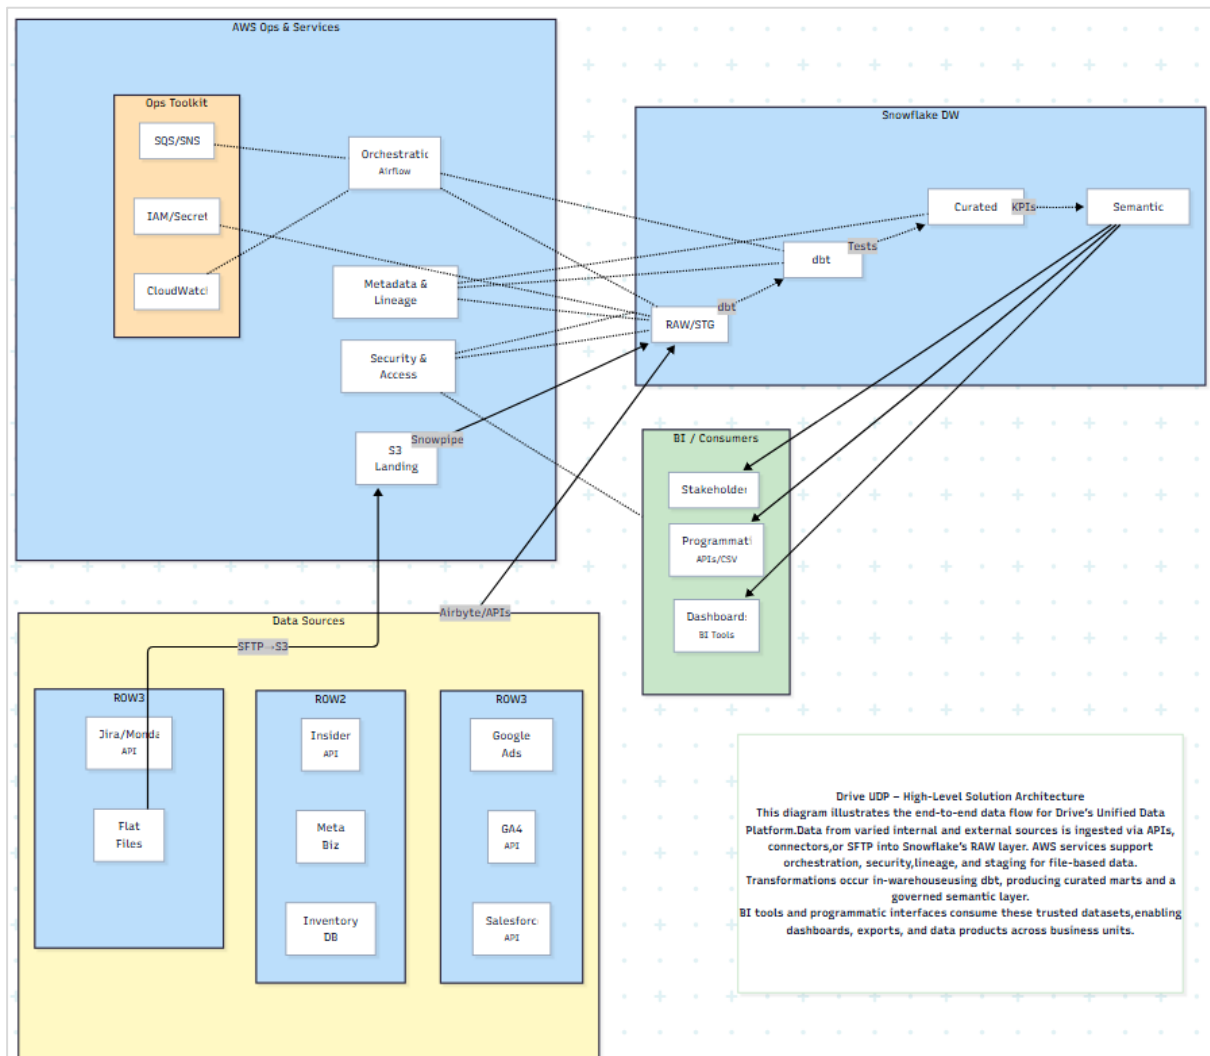 AWS Ops & Services
Ops Toolkit
SQS/SNS
IAM/Secret
CloudWatc
Orchestratic
Airflow
Metadata &
Lineage
Security &
Access
S3
Landing
Snowpipe
Snowflake DW
RAW/STG
dbt
dbt
Tests
Curated
KPIs
Semantic
BI / Consumers
Stakeholder
Programmati
APIs/CSV
Dashboard
BI Tools
Airbyte/APIs
Data Sources
SFTP→S3
ROW3
Jira/Monda
API
Flat
Files
ROW2
Insider
API
Meta
Biz
Inventory
DB
ROW3
Google
Ads
GA4
API
Salesforc
API
Drive UDP – High-Level Solution Architecture
This diagram illustrates the end-to-end data flow for Drive's Unified Data
Platform.Data from varied internal and external sources is ingested via APIs,
connectors,or SFTP into Snowflake's RAW layer. AWS services support
orchestration, security,lineage, and staging for file-based data.
Transformations occur in-warehouseusing dbt, producing curated marts and a
governed semantic layer.
BI tools and programmatic interfaces consume these trusted datasets,enabling
dashboards, exports, and data products across business units.